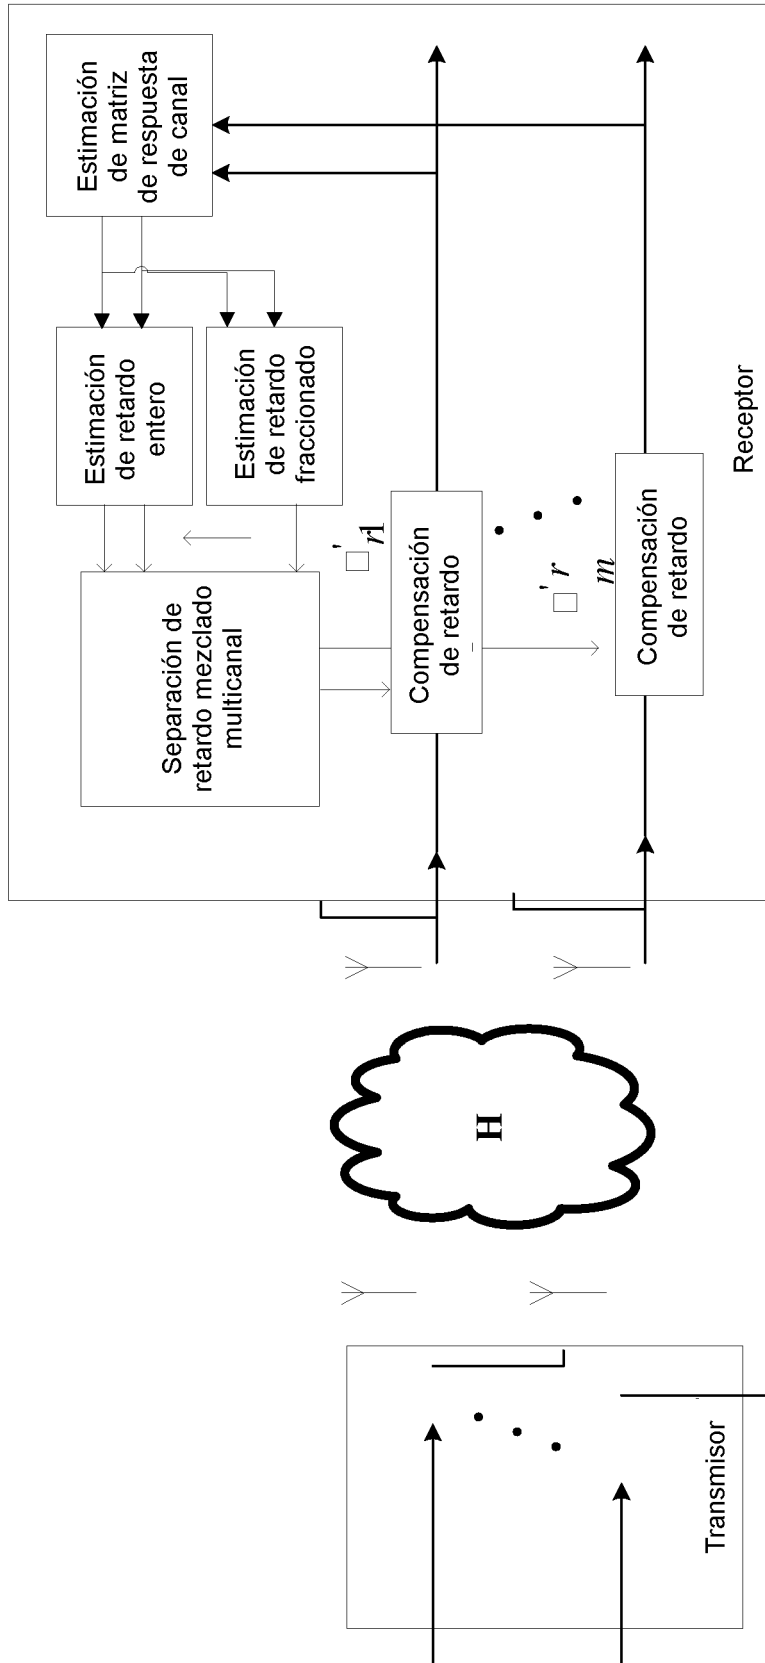 Estimación
de matriz
de respuesta
de canal
Estimación
de retardo
entero
Estimación
de retardo
fraccionado
Separación de
retardo mezclado
multicanal
□'r1
Compensación
de retardo
□'r
m
Compensación
de retardo
Receptor
H
Transmisor